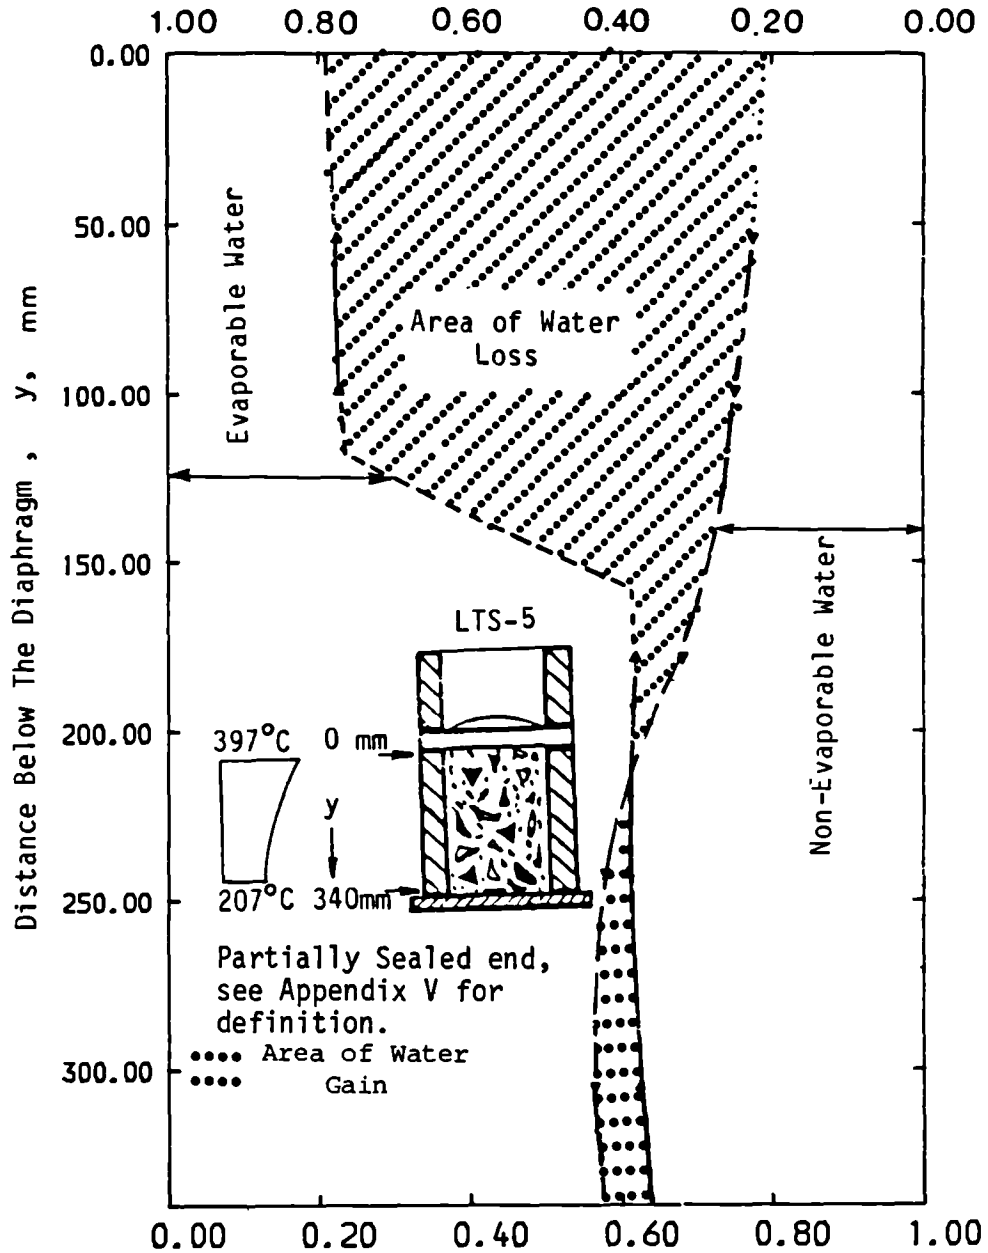 1.00 0.80 0.60 0.40 0.20 0.00
0.00
50.00
100.00
150.00
200.00
250.00
300.00
Distance Below The Diaphragm , y, mm
Evaporable Water
Area of Water
Loss
Non-Evaporable Water
LTS-5
397°C 0 mm
y
207°C 340mm
Partially Sealed end,
see Appendix V for
definition.
Area of Water
Gain
0.00 0.20 0.40 0.60 0.80 1.00